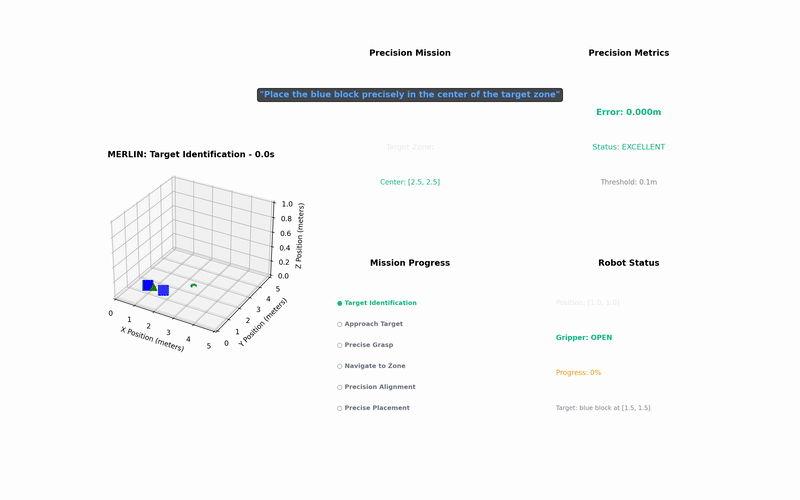 Precision Mission
Precision Metrics
"Place the blue block precisely in the center of the target zone"
Error: 0.000m
Target Zone:
Status: EXCELLENT
Center: [2.5, 2.5]
Threshold: 0.1m
MERLIN: Target Identification - 0.0s
1.0
0.8
0.6
0.4
0.2
0.0
Z Position (meters)
0
1
2
3
4
5
X Position (meters)
0
1
2
3
4
5
Y Position (meters)
Mission Progress
Target Identification
Approach Target
Precise Grasp
Navigate to Zone
Precision Alignment
Precise Placement
Robot Status
Position: [1.0, 1.0]
Gripper: OPEN
Progress: 0%
Target: blue block at [1.5, 1.5]